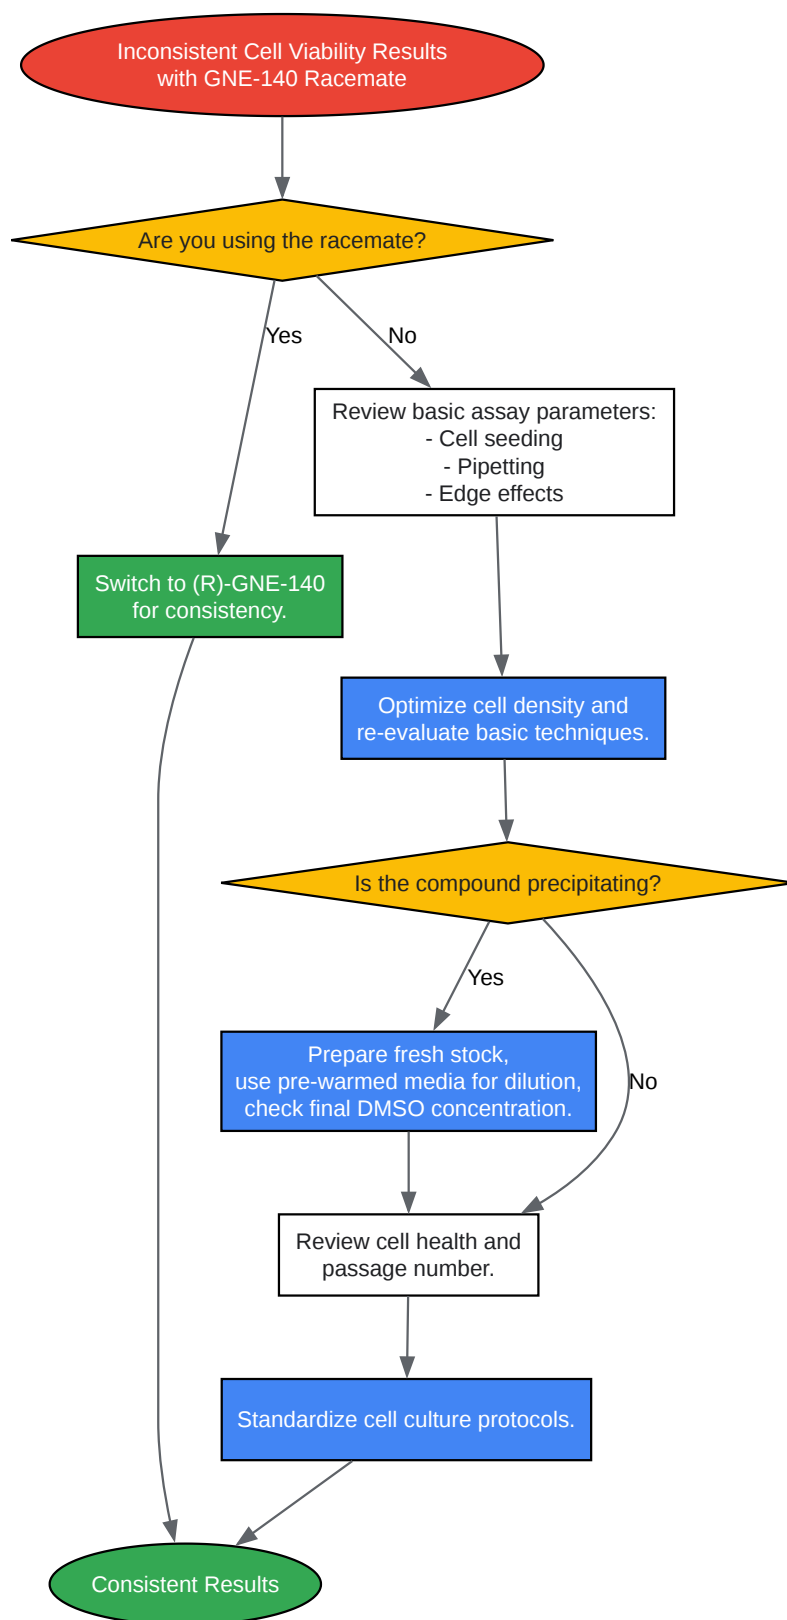 Inconsistent Cell Viability Results
with GNE-140 Racemate
Are you using the racemate?
Yes
No
Review basic assay parameters:
- Cell seeding
- Pipetting
- Edge effects
Switch to (R)-GNE-140
for consistency.
Optimize cell density and
re-evaluate basic techniques.
Is the compound precipitating?
Yes
No
Prepare fresh stock,
use pre-warmed media for dilution,
check final DMSO concentration.
Review cell health and
passage number.
Standardize cell culture protocols.
Consistent Results